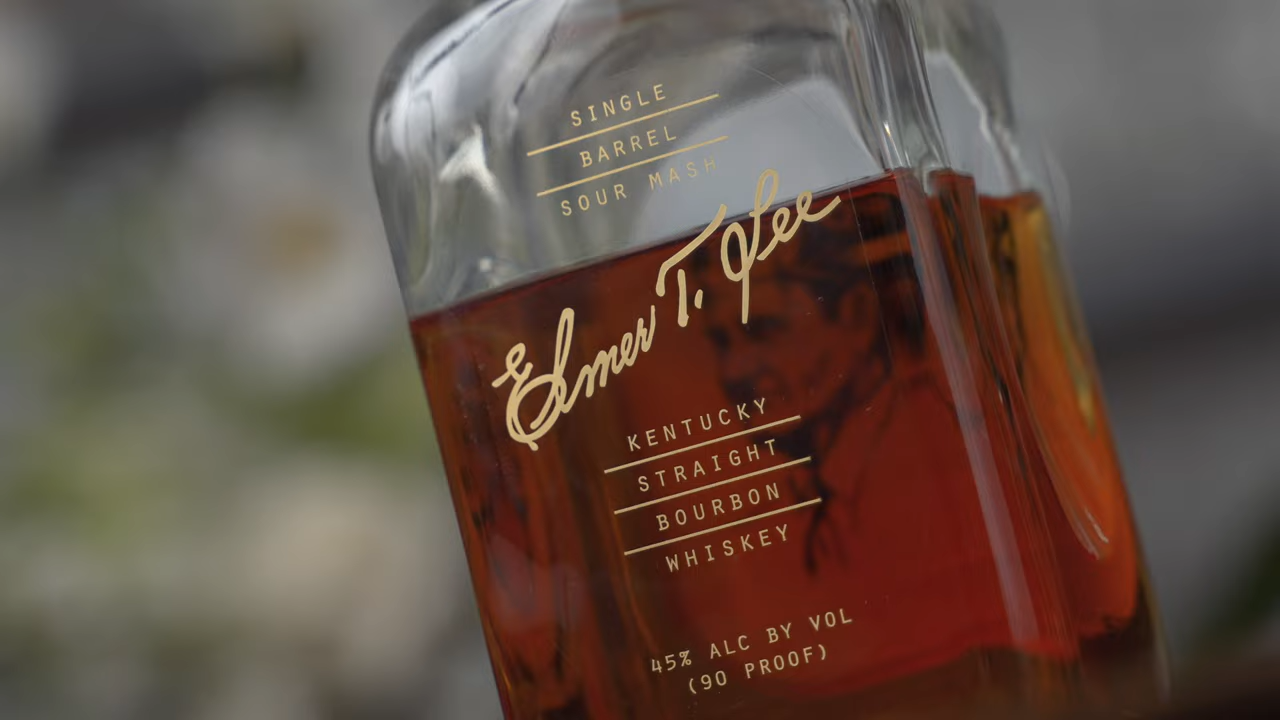 SINGLE
BARREL
SOUR MASH
Elmer T. Lee
KENTUCKY
STRAIGHT
BOURBON
WHISKEY
45% ALC BY VOL
(90 PROOF)